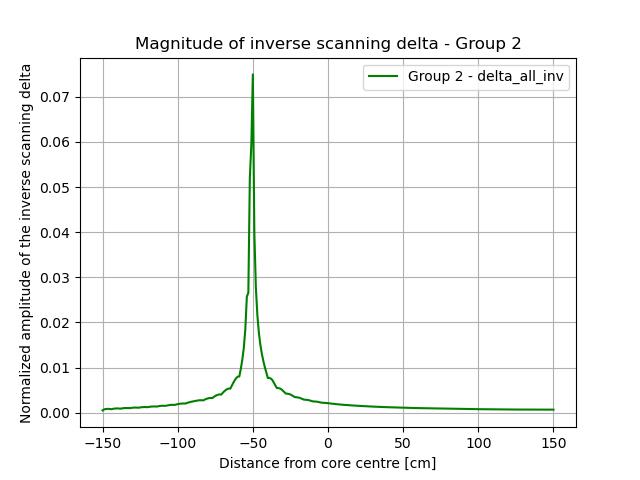 Magnitude of inverse scanning delta - Group 2
Group 2 - delta_all_inv
Normalized amplitude of the inverse scanning delta
0.07
0.06
0.05
0.04
0.03
0.02
0.01
0.00
−150 −100 −50 0 50 100 150
Distance from core centre [cm]